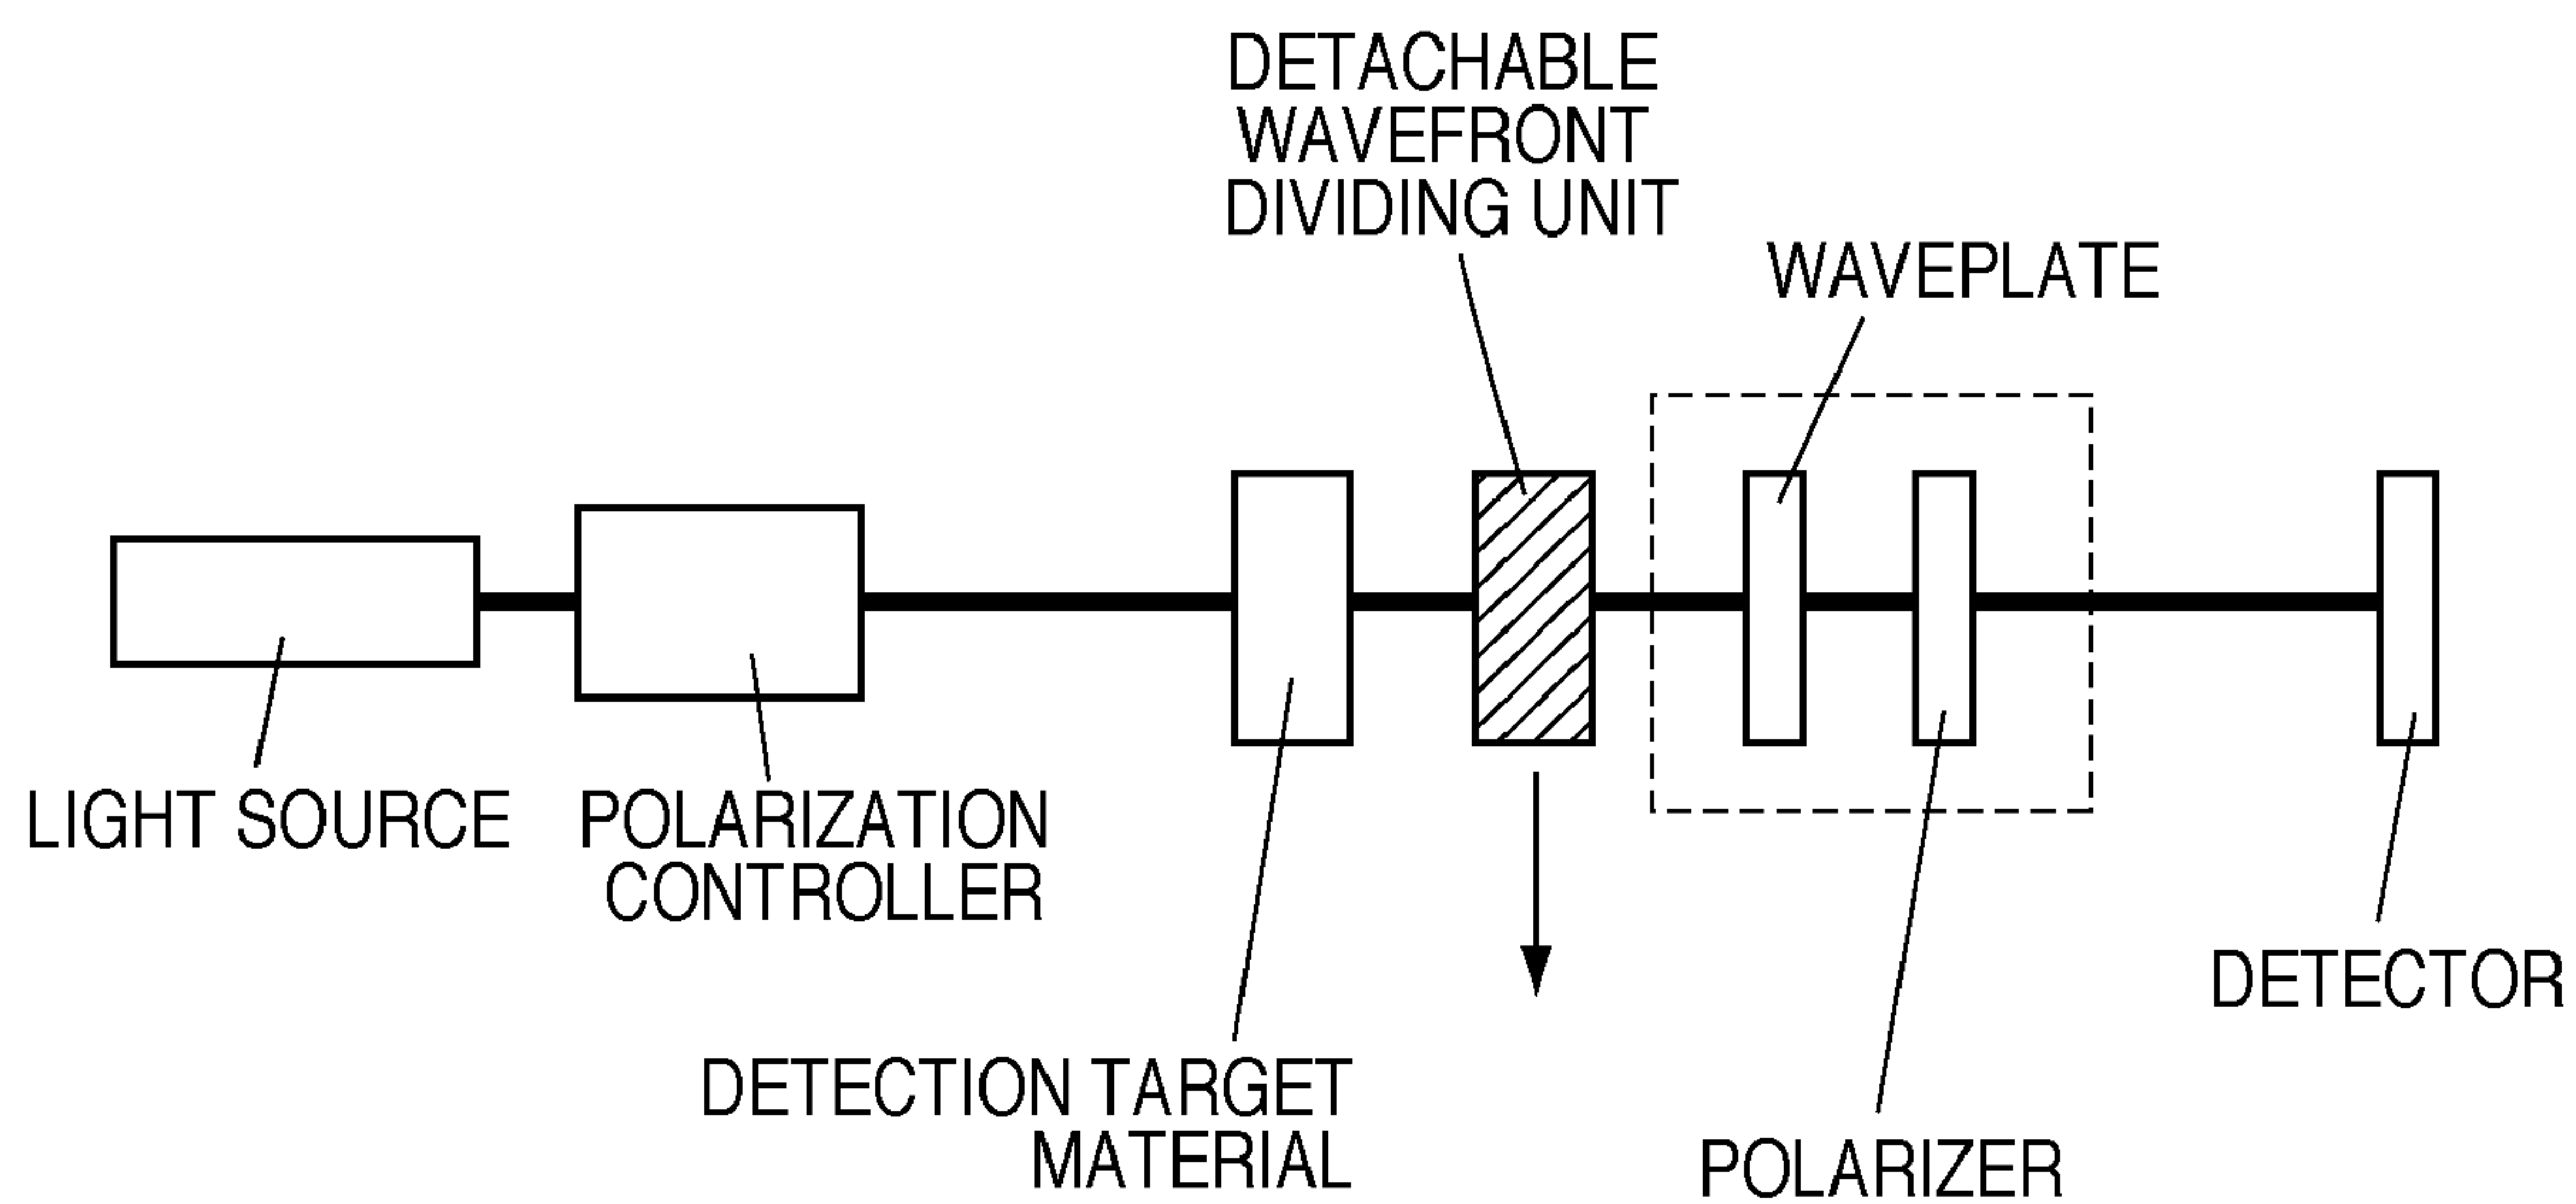 DETACHABLE
WAVEFRONT
DIVIDING UNIT
WAVEPLATE
LIGHT SOURCE
POLARIZATION
CONTROLLER
DETECTION TARGET
MATERIAL
POLARIZER
DETECTOR